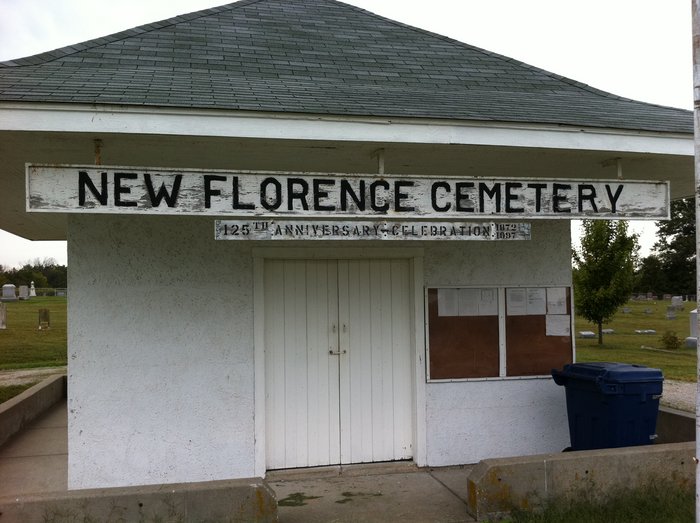 NEW FLORENCE CEMETERY
125TH ANNIVERSARY-CELEBRATION 1872 1997